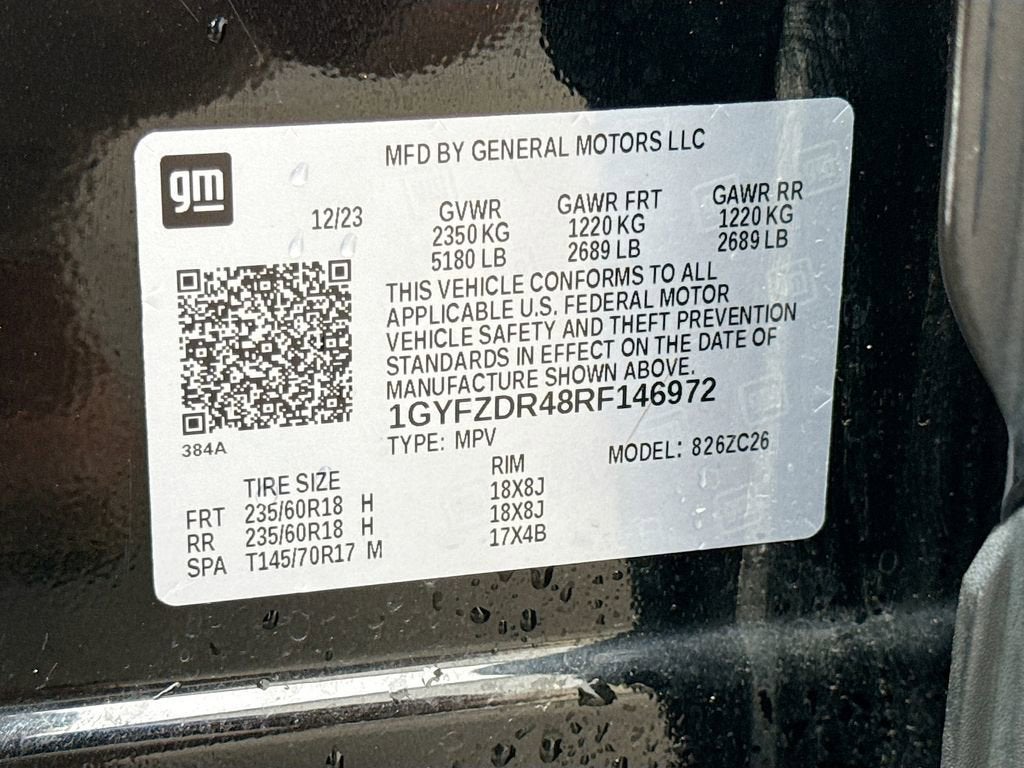 gm
MFD BY GENERAL MOTORS LLC
12/23
GVWR GAWR FRT GAWR RR
2350 KG 1220 KG 1220 KG
5180 LB 2689 LB 2689 LB
THIS VEHICLE CONFORMS TO ALL
APPLICABLE U.S. FEDERAL MOTOR
VEHICLE SAFETY AND THEFT PREVENTION
STANDARDS IN EFFECT ON THE DATE OF
MANUFACTURE SHOWN ABOVE.
1GYFZDR48RF146972
384A
TYPE: MPV MODEL: 826ZC26
TIRE SIZE RIM
FRT 235/60R18 H 18X8J
RR 235/60R18 H 18X8J
SPA T145/70R17 M 17X4B